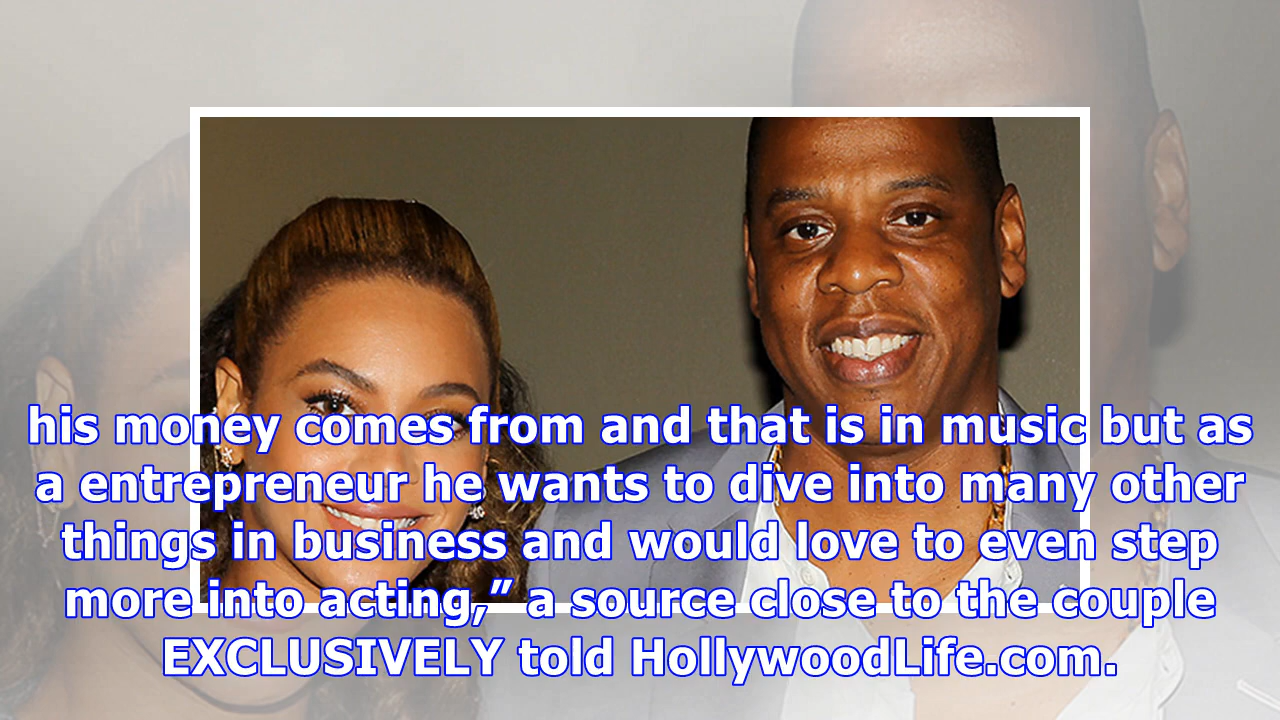 his money comes from and that is in music but as
a entrepreneur he wants to dive into many other
things in business and would love to even step
more into acting,” a source close to the couple
EXCLUSIVELY told HollywoodLife.com.